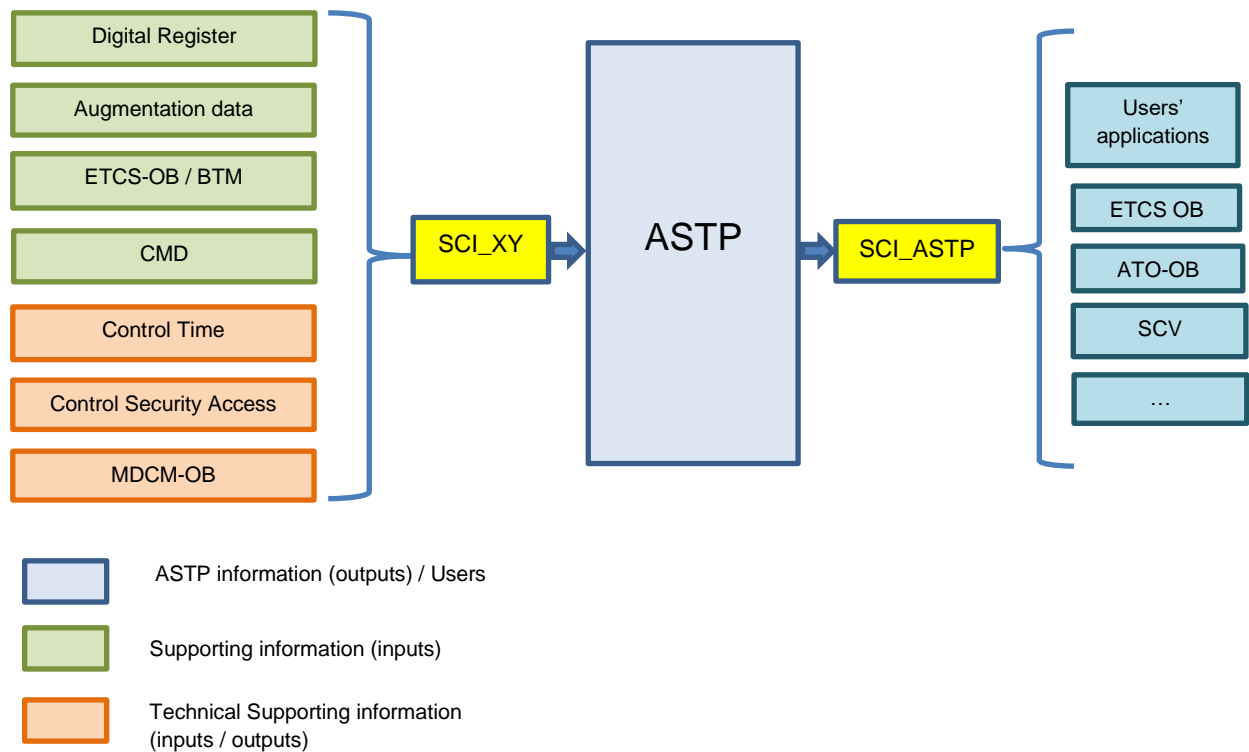 Digital Register
Augmentation data
ETCS-OB / BTM
CMD
Control Time
Control Security Access
MDCM-OB
SCI_XY
ASTP
SCI_ASTP
Users’
applications
ETCS OB
ATO-OB
SCV
…
ASTP information (outputs) / Users
Supporting information (inputs)
Technical Supporting information
(inputs / outputs)